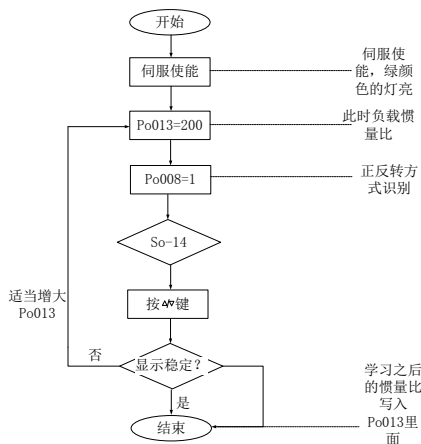 开始
伺服使能
伺服使
能，绿颜
色的灯亮
Po013=200
此时负载惯
量比
Po008=1
正反转方
式识别
So-14
适当增大
Po013
按△/▽键
显示稳定?
否
是
学习之后
的惯量比
写入
Po013里
面
结束